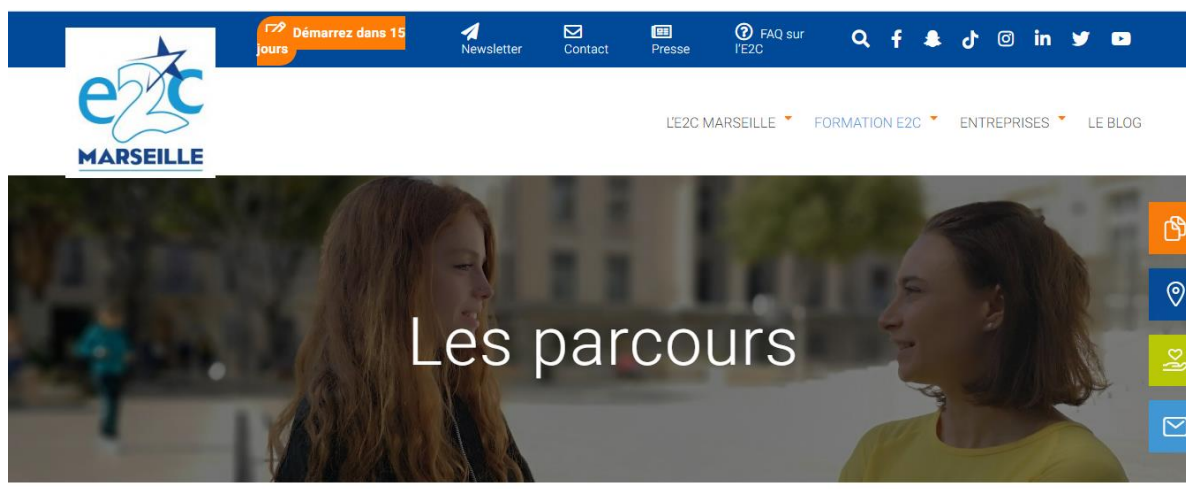 Démarrez dans 15
jours
Newsletter
Contact
Presse
FAQ sur
l'E2C
e2c
MARSEILLE
L'E2C MARSEILLE
FORMATION E2C
ENTREPRISES
LE BLOG
Les parcours